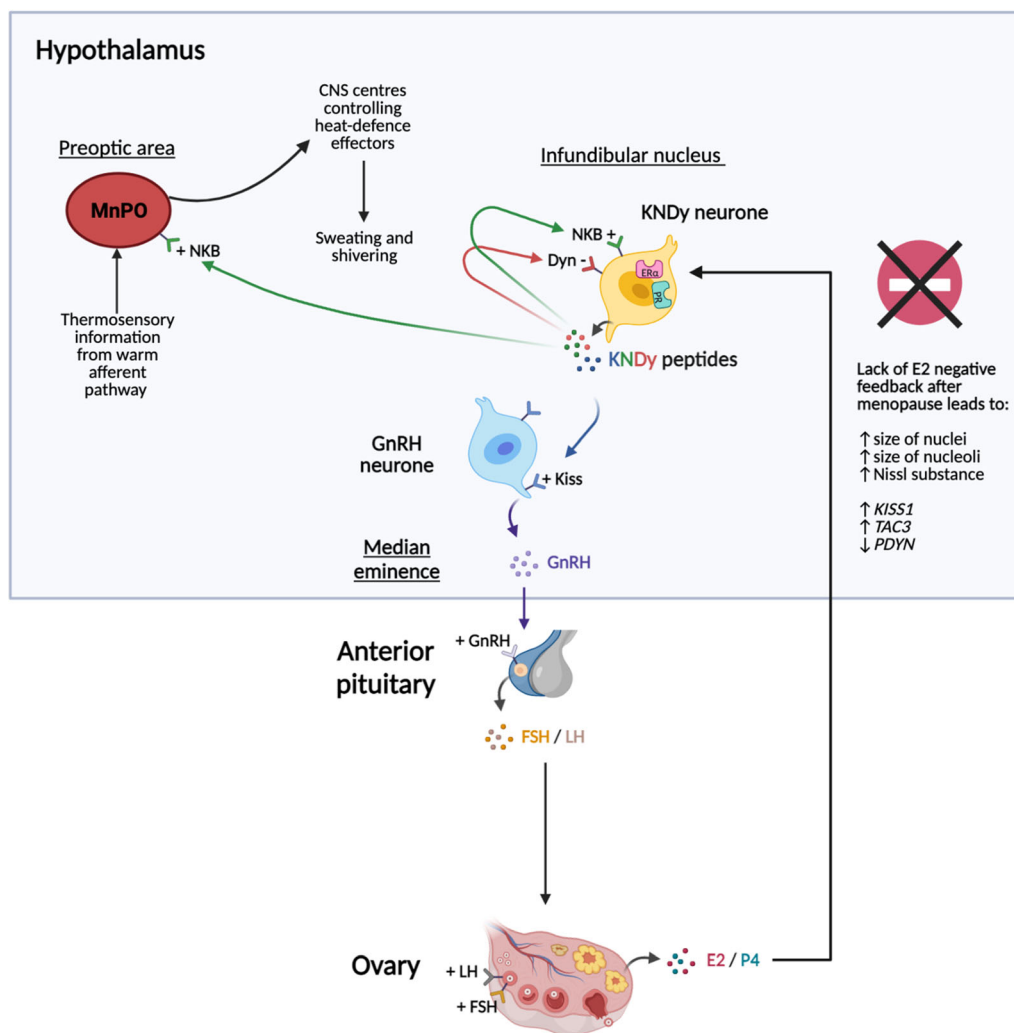 Hypothalamus
CNS centres
controlling
heat-defence
effectors
Preoptic area
MnPO
+ NKB
Sweating and
shivering
Thermosensory
information
from warm
afferent
pathway
Infundibular nucleus
KNDy neurone
NKB +
Dyn -
ERα
PR
KNDy peptides
GnRH
neurone
+ Kiss
Median
eminence
GnRH
Lack of E2 negative
feedback after
menopause leads to:
↑ size of nuclei
↑ size of nucleoli
↑ Nissl substance
↑ KISS1
↑ TAC3
↓ PDYN
+ GnRH
Anterior
pituitary
FSH / LH
Ovary
+ LH
+ FSH
E2 / P4